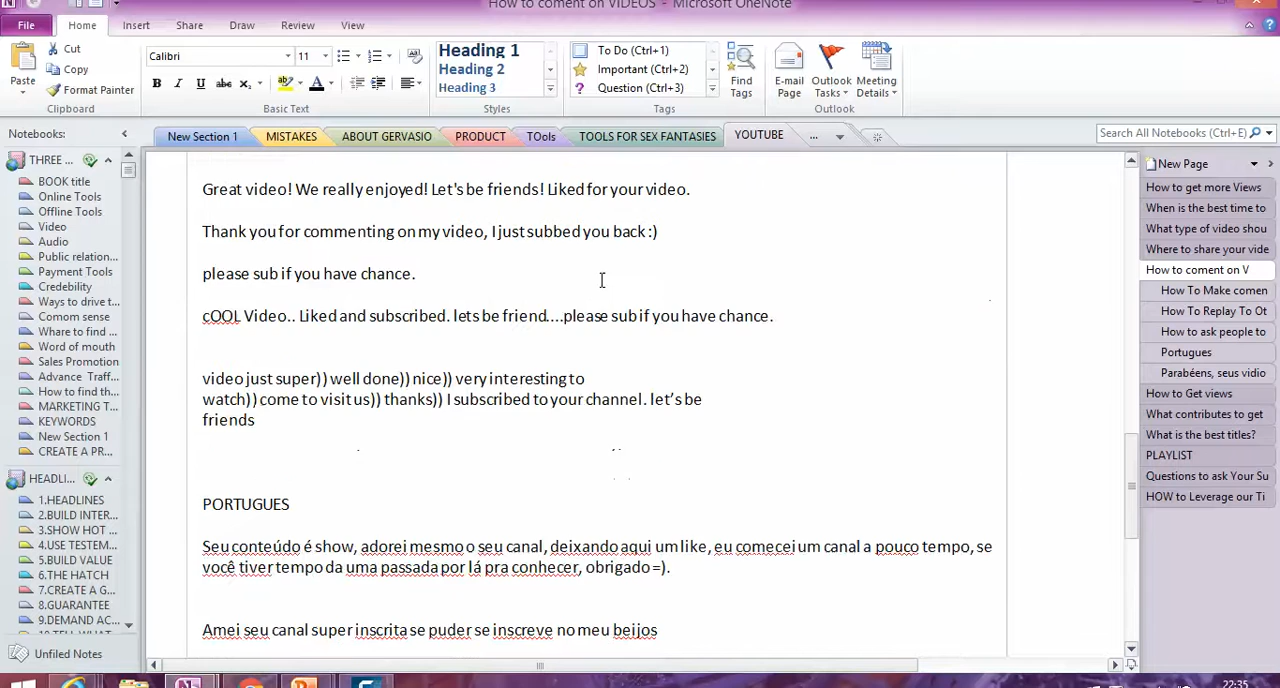 How to coment on VIDEOS - Microsoft OneNote
File Home Insert Share Draw Review View
Paste
Cut
Copy
Format Painter
Clipboard
Calibri 11
B I U abc X₂ ab A
Basic Text
Heading 1
Heading 2
Heading 3
Styles
To Do (Ctrl+1)
Important (Ctrl+2)
Question (Ctrl+3)
Tags
Find
Tags
E-mail
Page
Outlook
Tasks
Meeting
Details
Outlook
Notebooks:
New Section 1 MISTAKES ABOUT GERVASIO PRODUCT TOols TOOLS FOR SEX FANTASIES YOUTUBE ...
Search All Notebooks (Ctrl+E)
THREE ...
BOOK title
Online Tools
Offline Tools
Video
Audio
Public relation...
Payment Tools
Credebility
Ways to drive t...
Comom sense
Where to find ...
Word of mouth
Sales Promotion
Advance Traff...
How to find th...
MARKETING T...
KEYWORDS
New Section 1
CREATE A PR...
HEADLI...
1.HEADLINES
2.BUILD INTER...
3.SHOW HOT ...
4.USE TESTEM...
5.BUILD VALUE
6.THE HATCH
7.CREATE A G...
8.GUARANTEE
9.DEMAND AC...
Unfiled Notes
Great video! We really enjoyed! Let's be friends! Liked for your video.
Thank you for commenting on my video, I just subbed you back :)
please sub if you have chance.
cOOL Video.. Liked and subscribed. lets be friend....please sub if you have chance.
video just super)) well done)) nice)) very interesting to
watch)) come to visit us)) thanks)) I subscribed to your channel. let's be
friends
PORTUGUES
Seu conteúdo é show, adorei mesmo o seu canal, deixando aqui um like, eu comecei um canal a pouco tempo, se
você tiver tempo da uma passada por lá pra conhecer, obrigado =).
Amei seu canal super inscrita se puder se inscreve no meu beijos
New Page
How to get more Views
When is the best time to
What type of video shou
Where to share your vide
How to coment on V
How To Make comen
How To Replay To Ot
How to ask people to
Portugues
Parabéns, seus vidio
How to Get views
What contributes to get
What is the best titles?
PLAYLIST
Questions to ask Your Su
HOW to Leverage our Ti
22:35